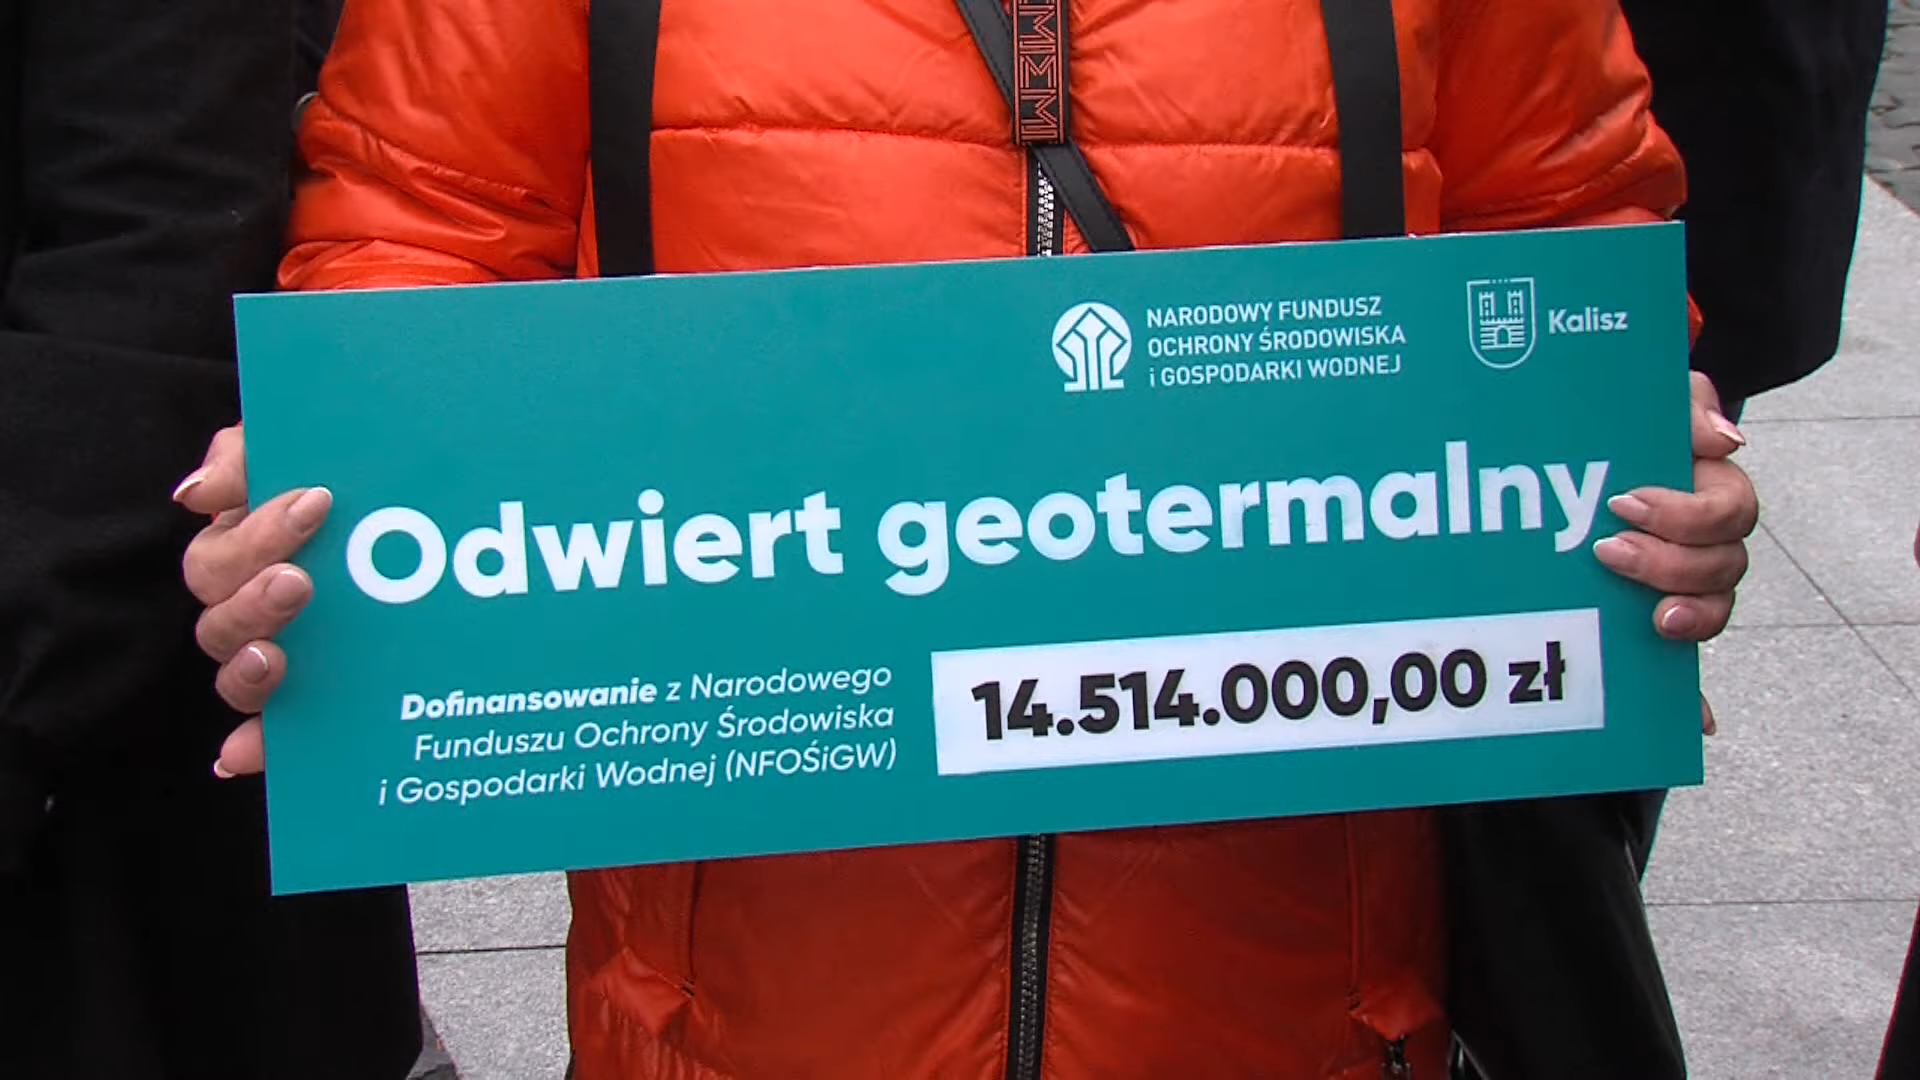 NARODOWY FUNDUSZ
OCHRONY ŚRODOWISKA
i GOSPODARKI WODNEJ
Kalisz
Odwiert geotermalny
Dofinansowanie z Narodowego
Funduszu Ochrony Środowiska
i Gospodarki Wodnej (NFOŚiGW)
14.514.000,00 zł